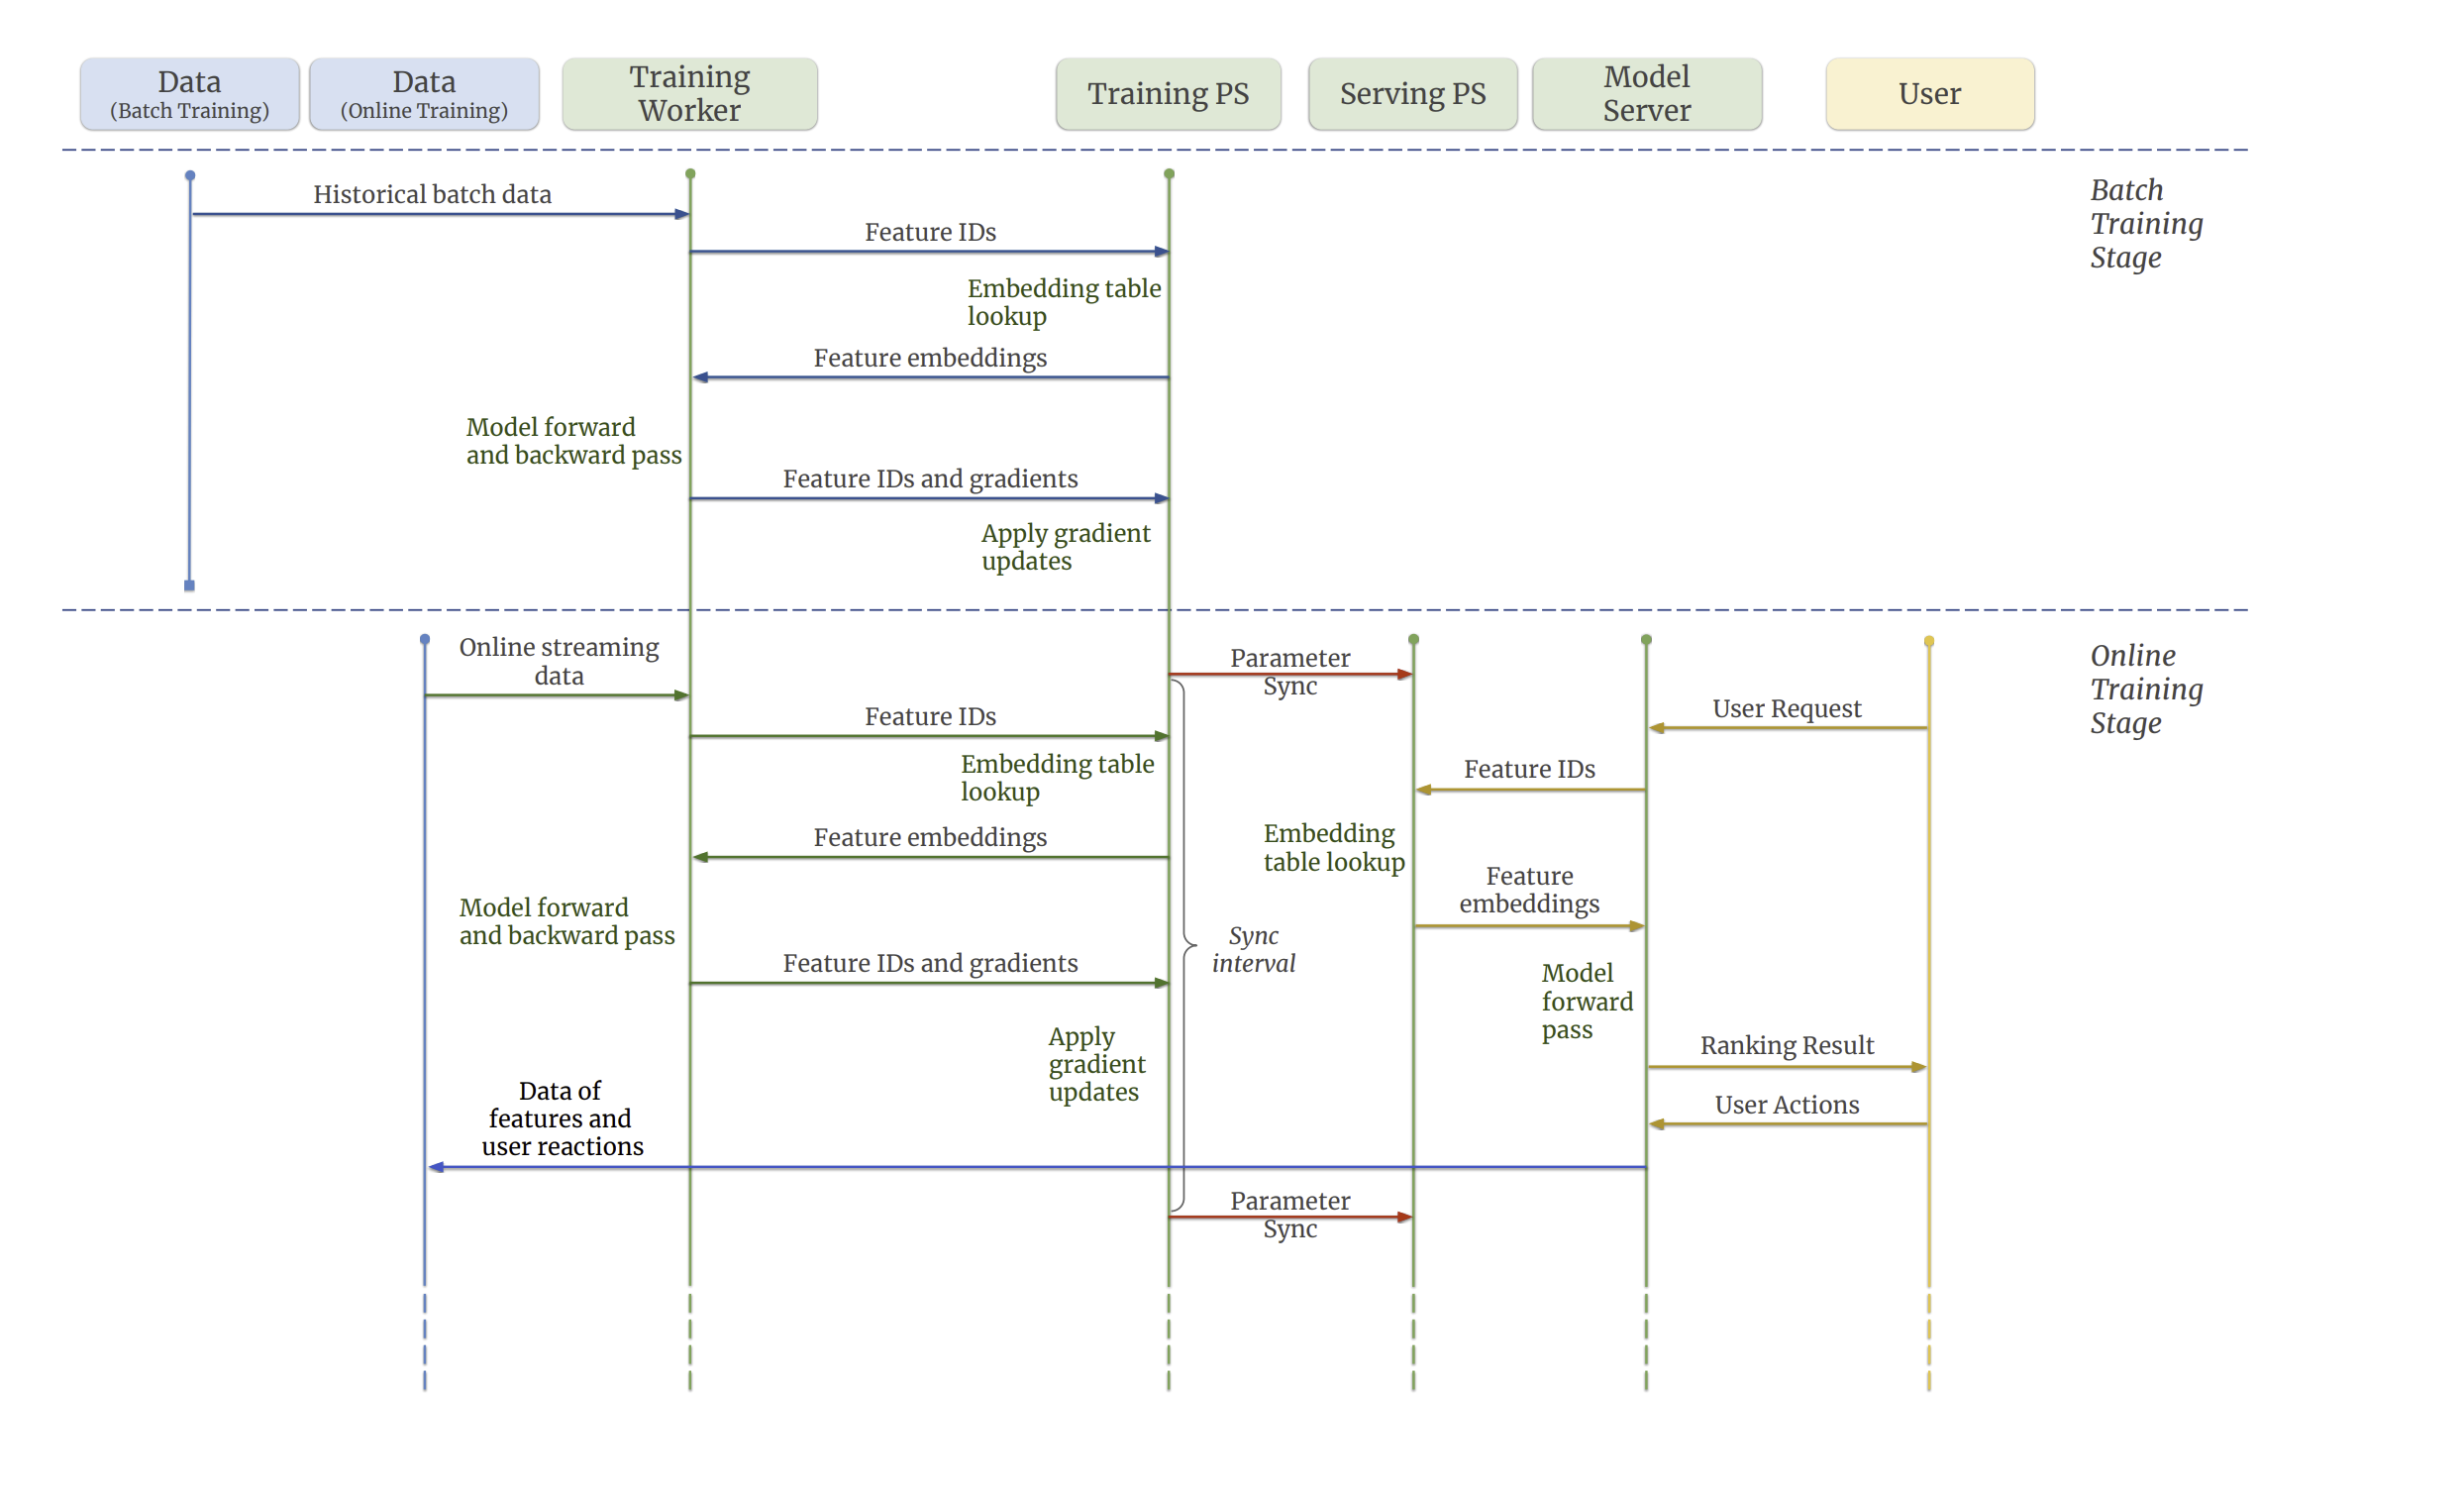 Data
(Batch Training)
Data
(Online Training)
Training
Worker
Training PS
Serving PS
Model
Server
User
Batch
Training
Stage
Historical batch data
Feature IDs
Embedding table
lookup
Feature embeddings
Model forward
and backward pass
Feature IDs and gradients
Apply gradient
updates
Online
Training
Stage
Online streaming
data
Parameter
Sync
User Request
Feature IDs
Embedding table
lookup
Feature IDs
Feature embeddings
Embedding
table lookup
Feature
embeddings
Model forward
and backward pass
Sync
interval
Feature IDs and gradients
Model
forward
pass
Apply
gradient
updates
Ranking Result
User Actions
Data of
features and
user reactions
Parameter
Sync